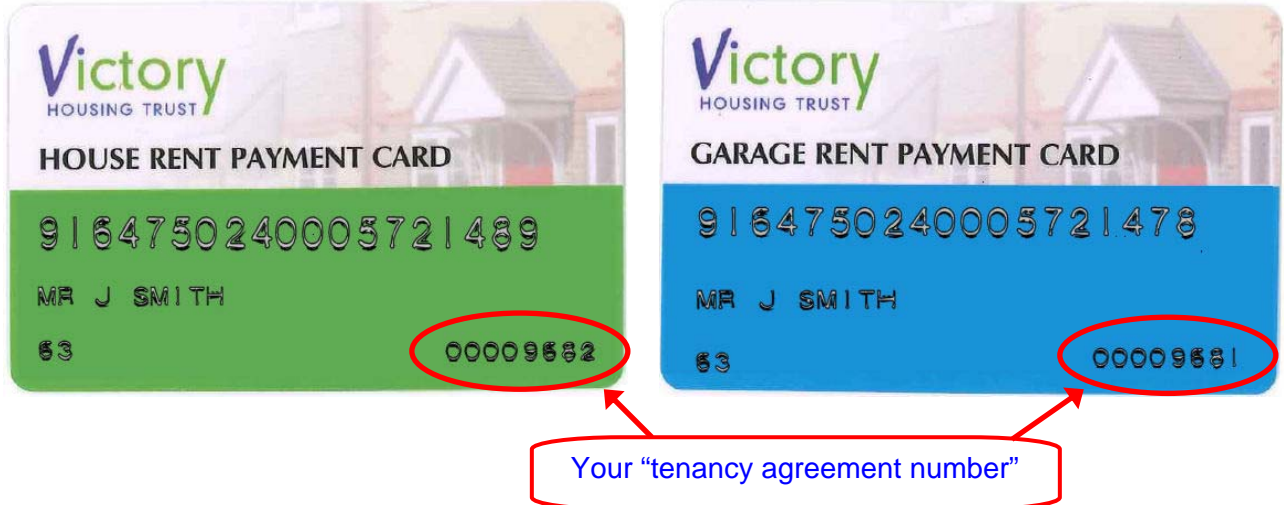 Victory
HOUSING TRUST
HOUSE RENT PAYMENT CARD
9164750240005721489
MR J SMITH
63 00009682
Victory
HOUSING TRUST
GARAGE RENT PAYMENT CARD
9164750240005721478
MR J SMITH
63 00009681
Your “tenancy agreement number”